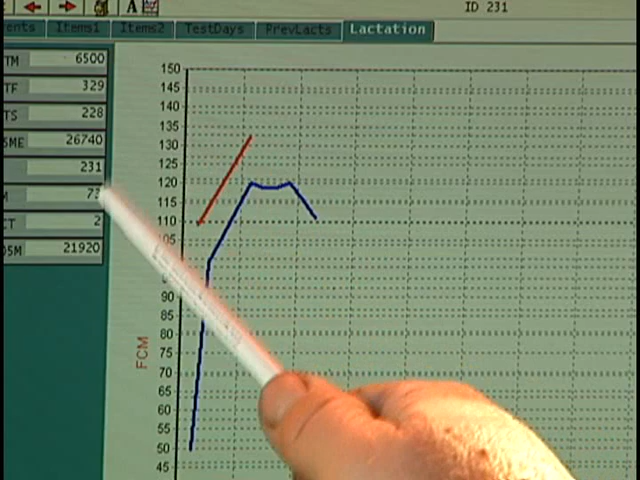 A
ID 231
ents Items1 Items2 TestDays PrevLacts Lactation
TM 6500
TF 329
TS 228
5ME 26740
231
M 73
CT 2
05M 21920
150
145
140
135
130
125
120
115
110
105
90
85
80
75
70
65
60
55
50
45
FCM